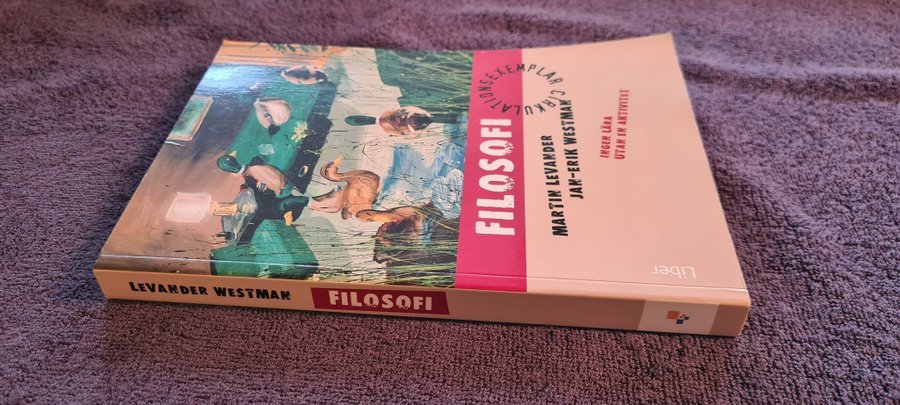 CIRKULATIONSEXEMPLAR
FILOSOFI
MARTIN LEVANDER
JAN-ERIK WESTMAN
INGEN LÄRA
UTAN EN AKTIVITET
Liber
LEVANDER WESTMAN
FILOSOFI